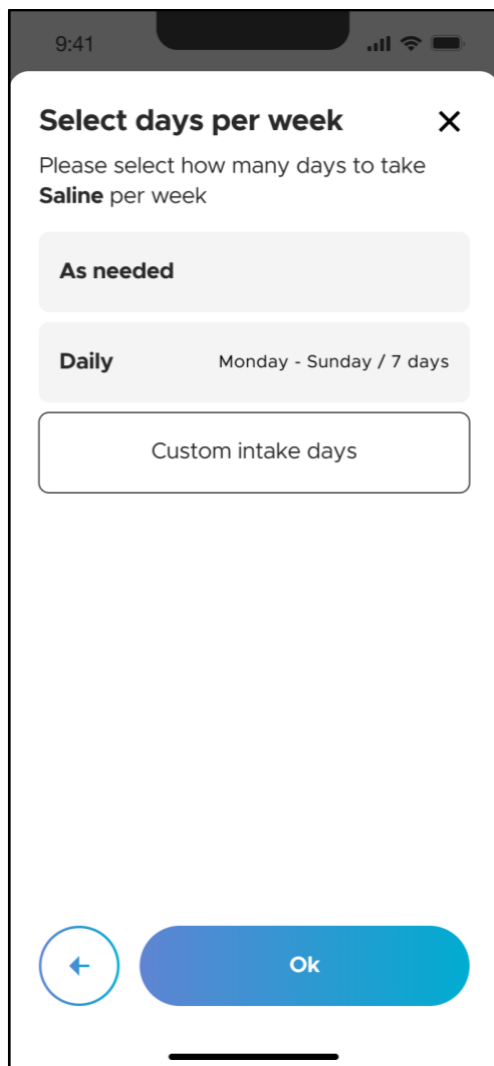 9:41
Select days per week
Please select how many days to take
Saline per week
As needed
Daily Monday - Sunday / 7 days
Custom intake days
Ok